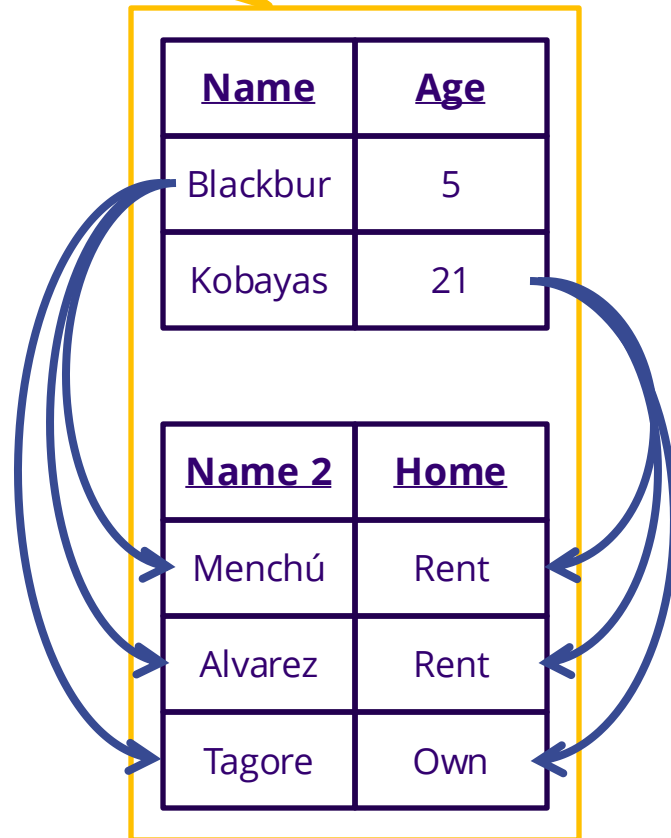 Name Age
Blackbur 5
Kobayas 21
Name 2 Home
Menchú Rent
Alvarez Rent
Tagore Own